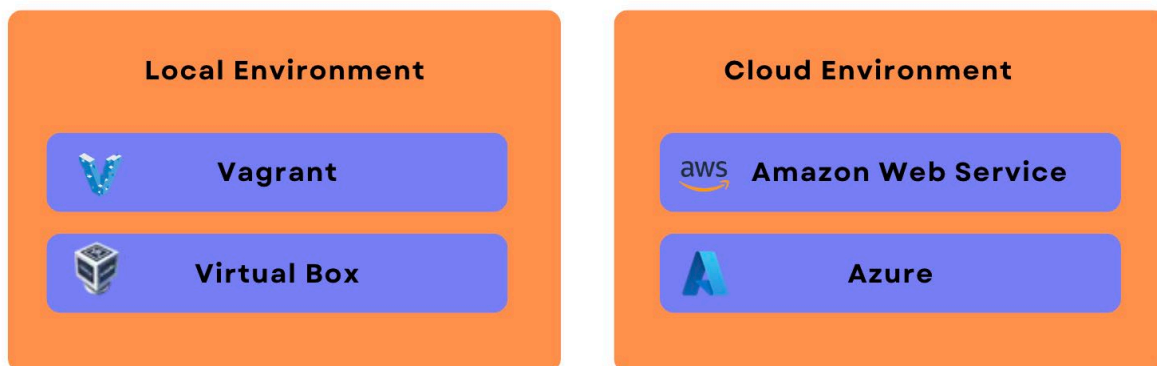 Local Environment
Vagrant
Virtual Box
Cloud Environment
aws Amazon Web Service
Azure